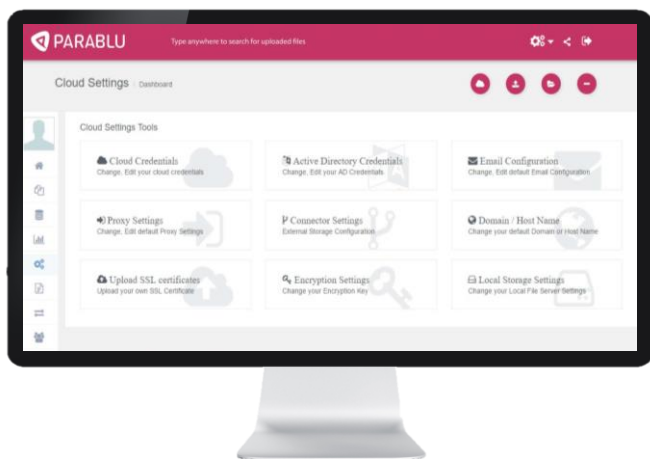 PARABLU
Type anywhere to search for uploaded files
Cloud Settings - Dashboard
Cloud Settings Tools
Cloud Credentials
Change, Edit your cloud credentials
Active Directory Credentials
Change, Edit your AD Credentials
Email Configuration
Change, Edit default Email Configuration
Proxy Settings
Change, Edit default Proxy Settings
Connector Settings
External Storage Configuration
Domain / Host Name
Change your default Domain or Host Name
Upload SSL certificates
Upload your own SSL Certificate
Encryption Settings
Change your Encryption Key
Local Storage Settings
Change your Local File Server Settings